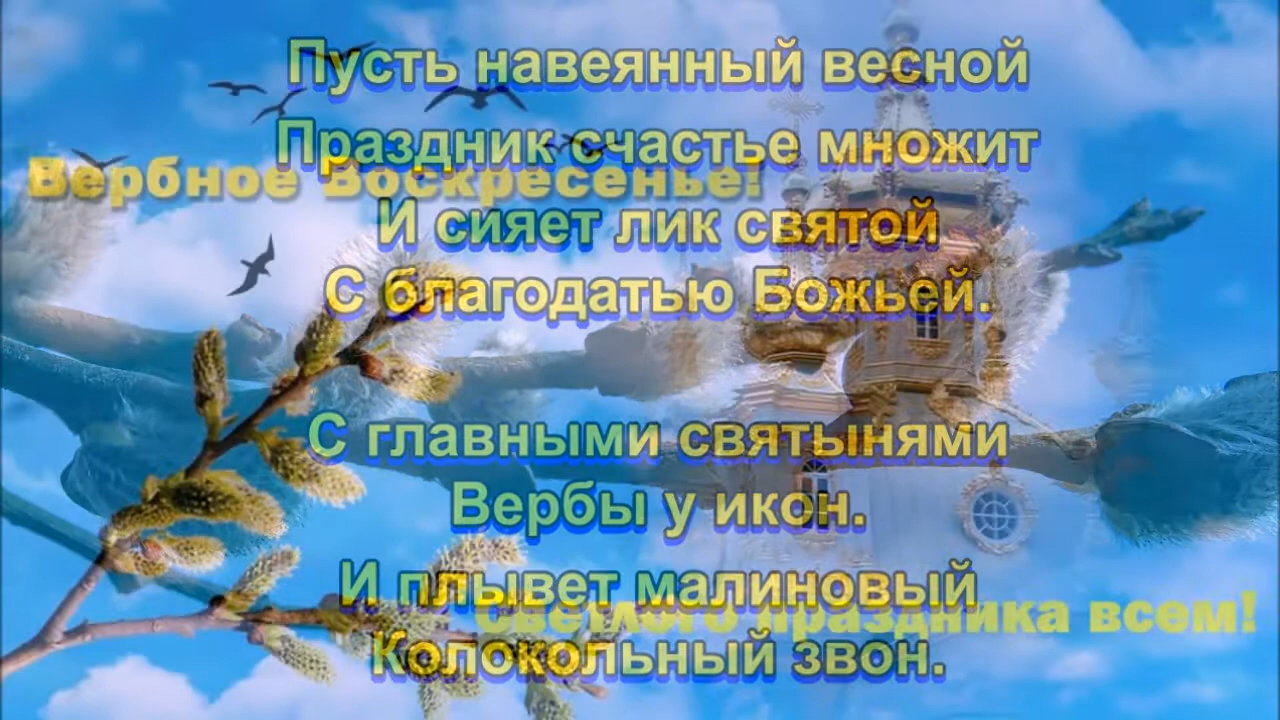 Пусть навеянный весной
Праздник счастье множит
Вербное Воскресенье!
И сияет лик святой
С благодатью Божьей.
С главными святынями
Вербы у икон.
И плывет малиновый
Светлого праздника всем!
Колокольный звон.